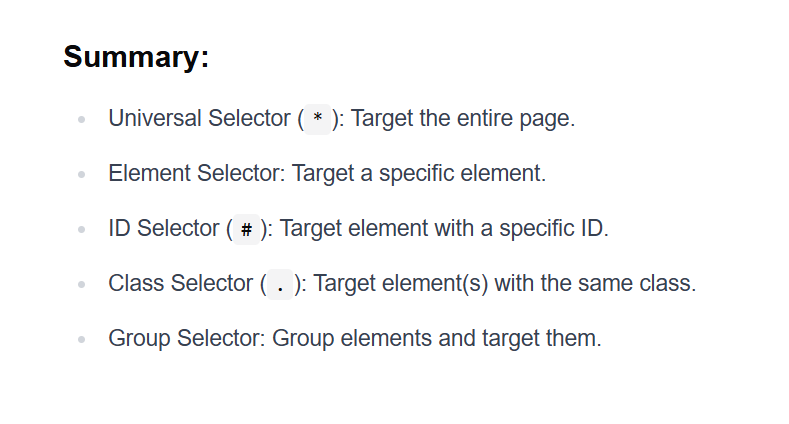 Summary:
Universal Selector ( * ): Target the entire page.
Element Selector: Target a specific element.
ID Selector ( # ): Target element with a specific ID.
Class Selector ( . ): Target element(s) with the same class.
Group Selector: Group elements and target them.